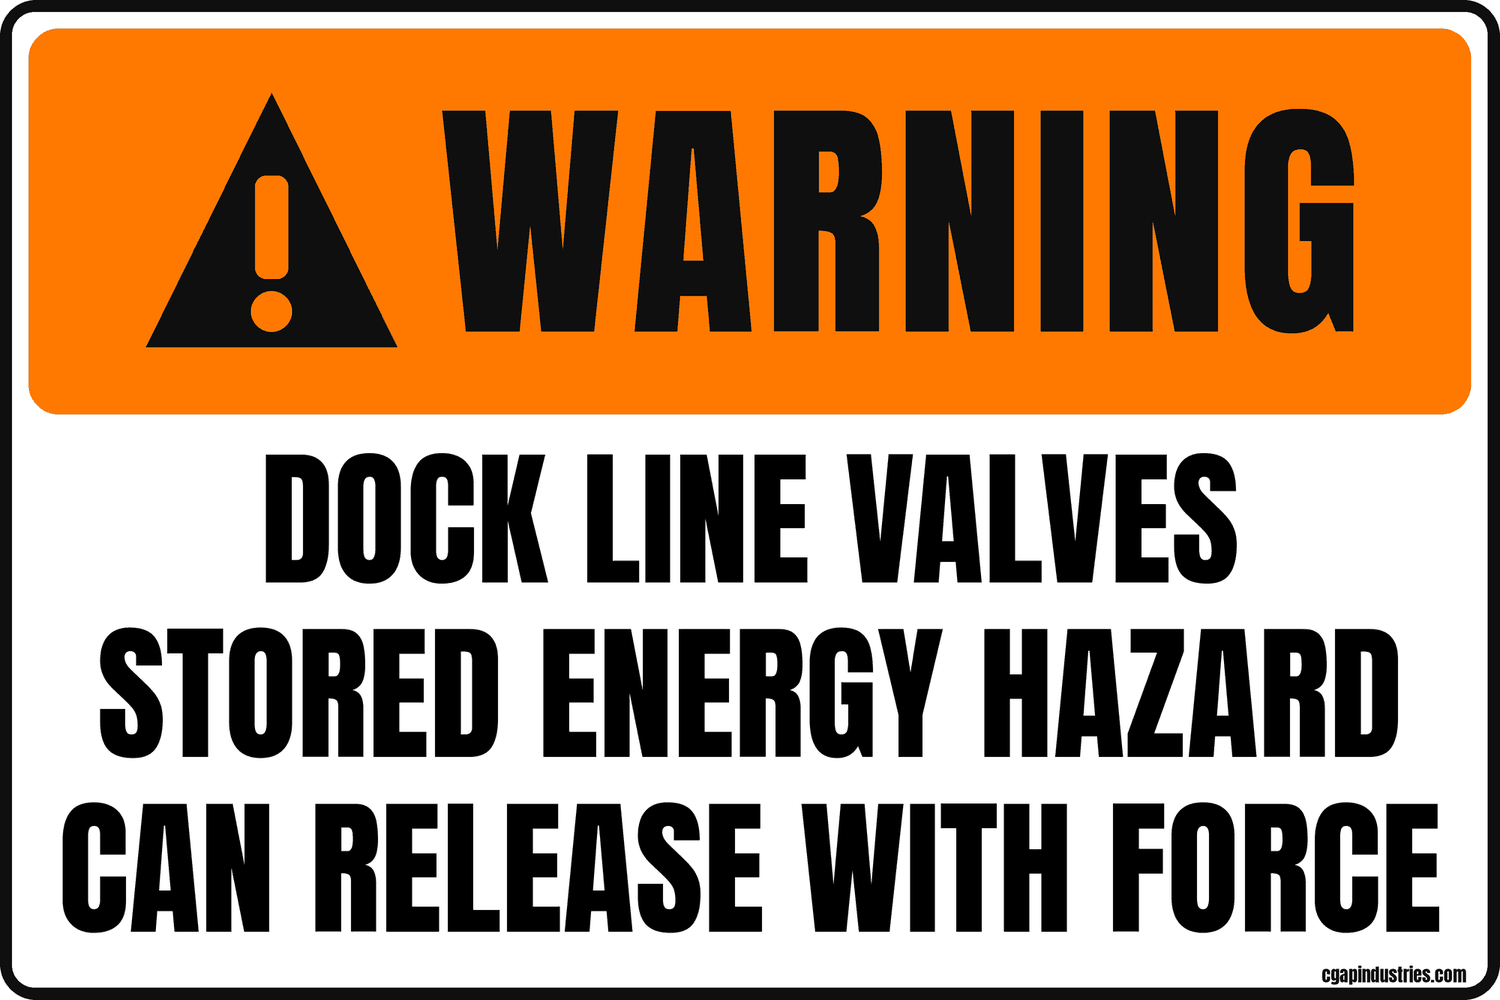 WARNING
DOCK LINE VALVES
STORED ENERGY HAZARD
CAN RELEASE WITH FORCE
cgapindustries.com